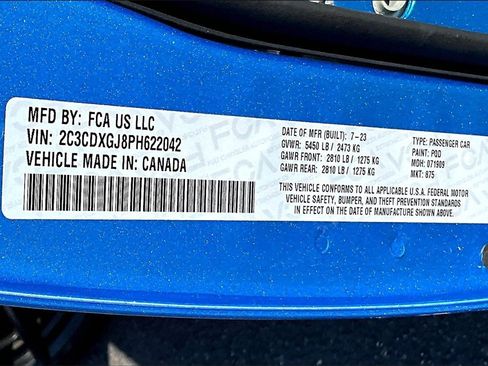 MFD BY: FCA US LLC
VIN: 2C3CDXGJ8PH622042
VEHICLE MADE IN: CANADA
DATE OF MFR (BUILT): 7-23
GVWR: 5450 LB / 2473 KG
GAWR FRONT: 2810 LB / 1275 KG
GAWR REAR: 2810 LB / 1275 KG
TYPE: PASSENGER CAR
PAINT: PQD
MDH: 071909
MKT: 875
THIS VEHICLE CONFORMS TO ALL APPLICABLE U.S.A. FEDERAL MOTOR
VEHICLE SAFETY, BUMPER, AND THEFT PREVENTION STANDARDS
IN EFFECT ON THE DATE OF MANUFACTURE SHOWN ABOVE.